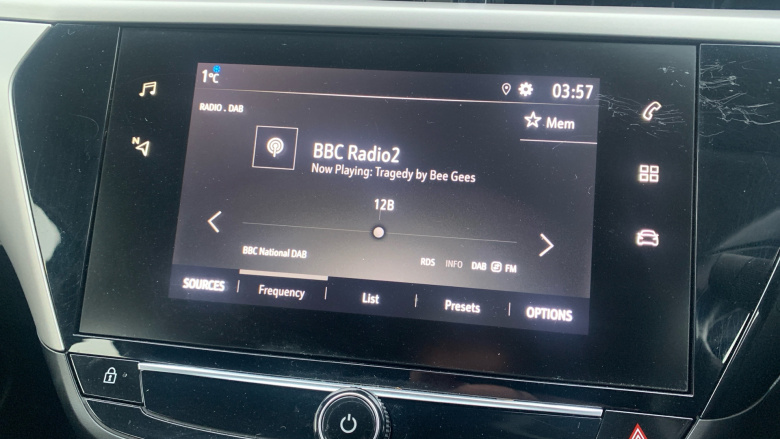 1°C
03:57
RADIO . DAB
Mem
BBC Radio2
Now Playing: Tragedy by Bee Gees
N
12B
BBC National DAB
RDS INFO DAB FM
SOURCES Frequency List Presets OPTIONS